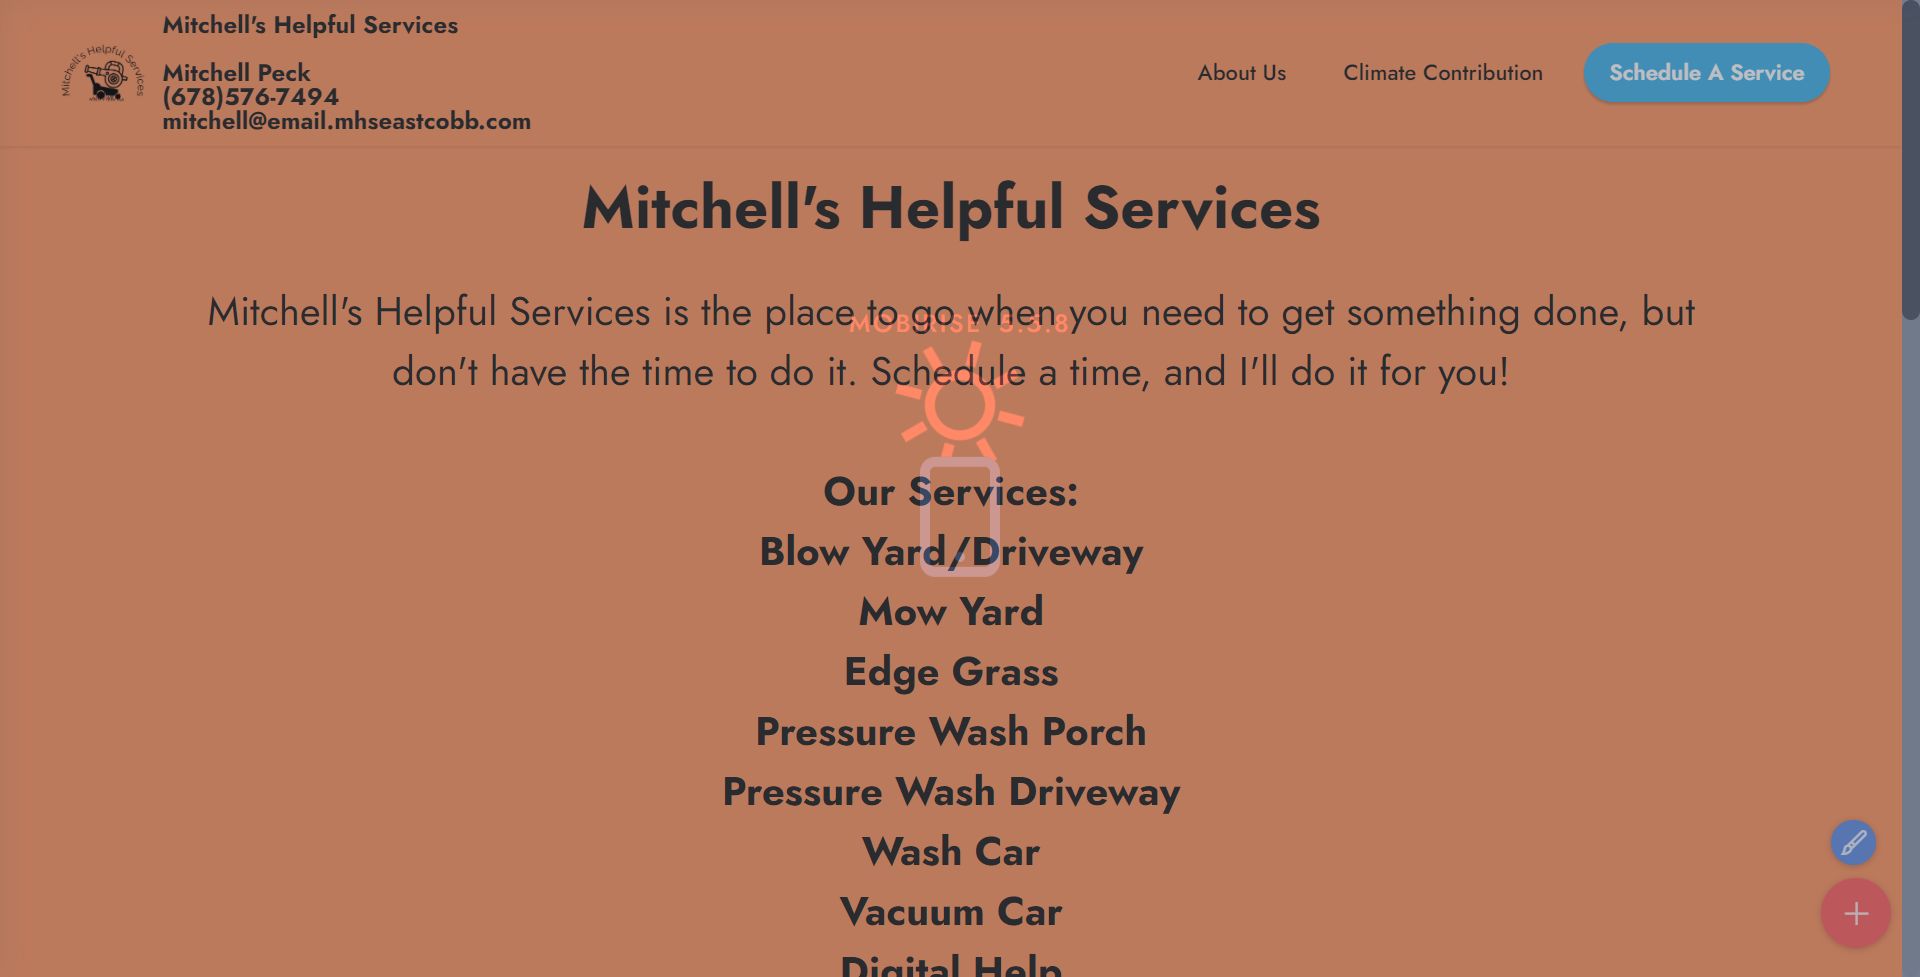 Mitchell's Helpful Services
Mitchell's Helpful Services
Mitchell Peck
(678)576-7494
mitchell@email.mhseastcobb.com
About Us
Climate Contribution
Schedule A Service
Mitchell's Helpful Services
Mitchell's Helpful Services is the place to go when you need to get something done, but
don't have the time to do it. Schedule a time, and I'll do it for you!
MOBIRISE 5.5.8
Our Services:
Blow Yard/Driveway
Mow Yard
Edge Grass
Pressure Wash Porch
Pressure Wash Driveway
Wash Car
Vacuum Car
Digital Help